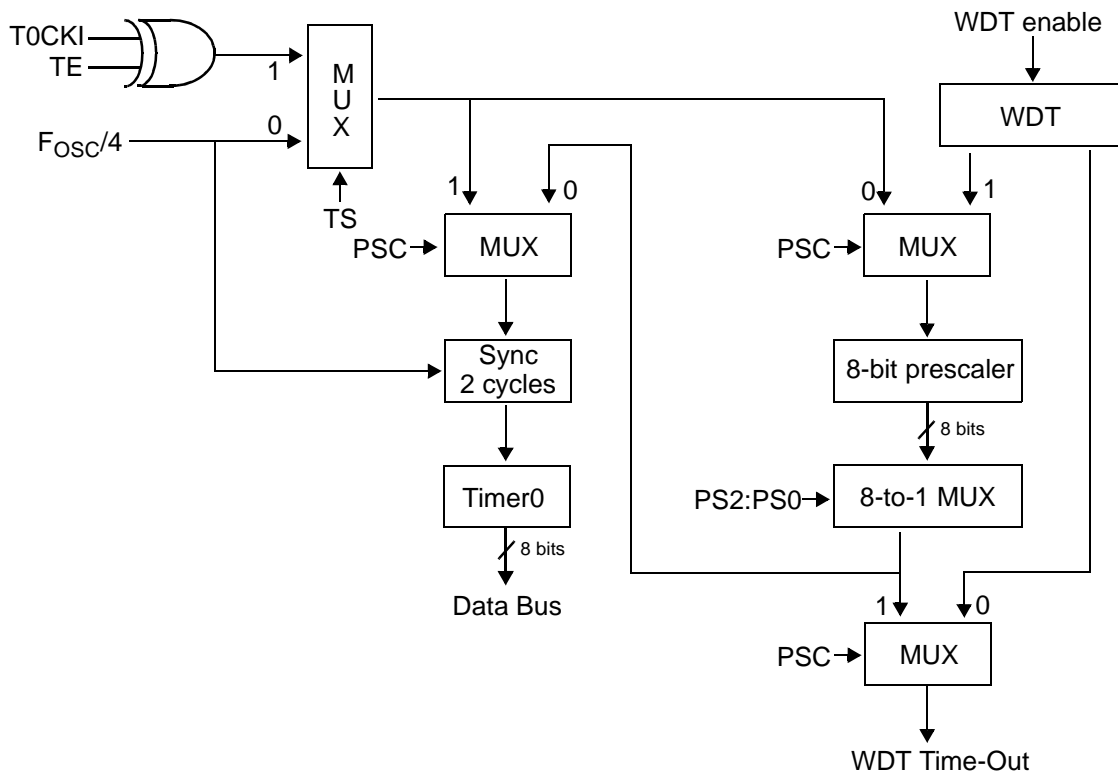 T0CKI
TE
1
MUX
WDT enable
WDT
FOSC/4
0
TS
1
0
0
1
PSC
MUX
PSC
MUX
Sync
2 cycles
8-bit prescaler
8 bits
Timer0
PS2:PS0
8-to-1 MUX
8 bits
Data Bus
1
0
PSC
MUX
WDT Time-Out